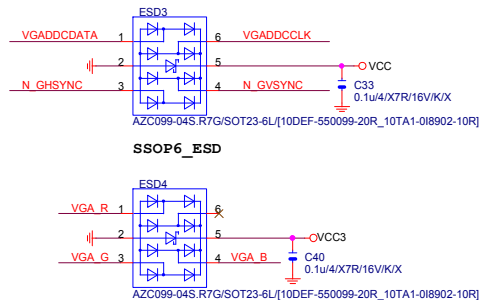 ESD3
VGADDCDATA 1 6 VGADDCCLK
2 5 VCC
N_GHSYNC 3 4 N_GVSYNC
C33
0.1u/4/X7R/16V/K/X
AZC099-04S.R7G/SOT23-6L/[10DEF-550099-20R_10TA1-0I8902-10R]
SSOP6_ESD
ESD4
VGA_R 1 6
2 5 VCC3
VGA_G 3 4 VGA_B
C40
0.1u/4/X7R/16V/K/X
AZC099-04S.R7G/SOT23-6L/[10DEF-550099-20R_10TA1-0I8902-10R]